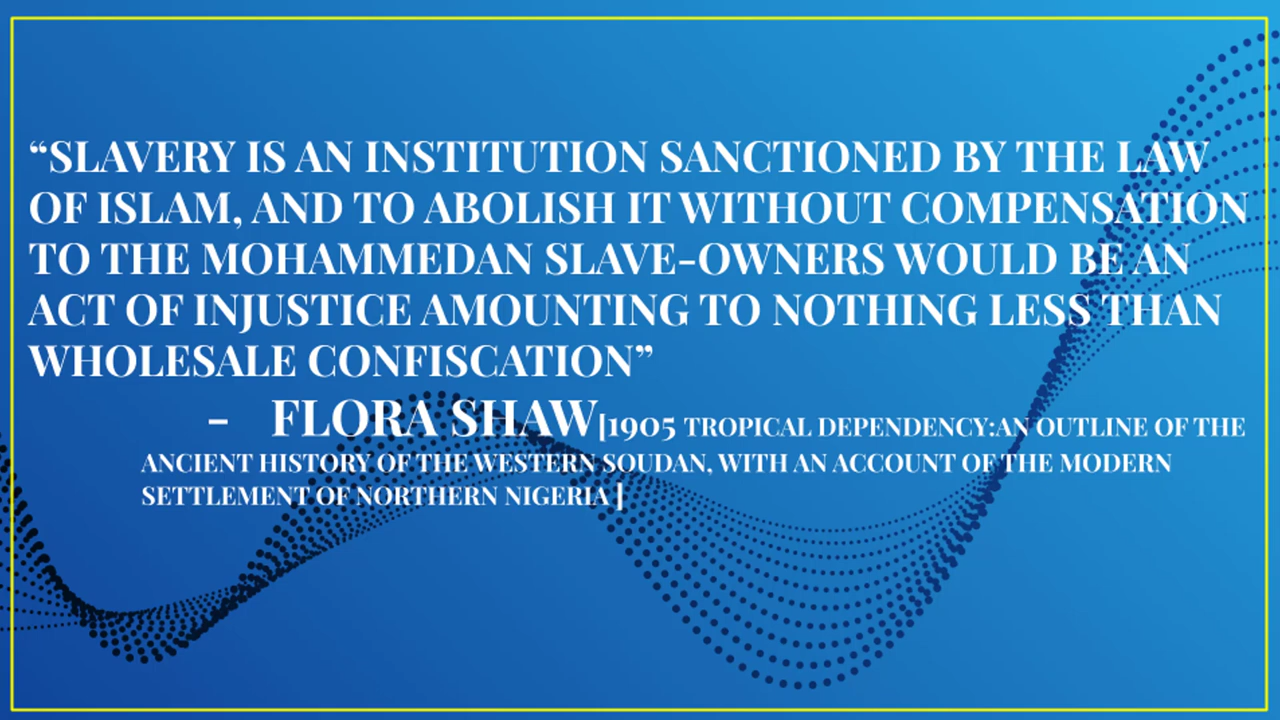 “SLAVERY IS AN INSTITUTION SANCTIONED BY THE LAW
OF ISLAM, AND TO ABOLISH IT WITHOUT COMPENSATION
TO THE MOHAMMEDAN SLAVE-OWNERS WOULD BE AN
ACT OF INJUSTICE AMOUNTING TO NOTHING LESS THAN
WHOLESALE CONFISCATION”
- FLORA SHAW[1905 TROPICAL DEPENDENCY:AN OUTLINE OF THE
ANCIENT HISTORY OF THE WESTERN SOUDAN, WITH AN ACCOUNT OF THE MODERN
SETTLEMENT OF NORTHERN NIGERIA ]